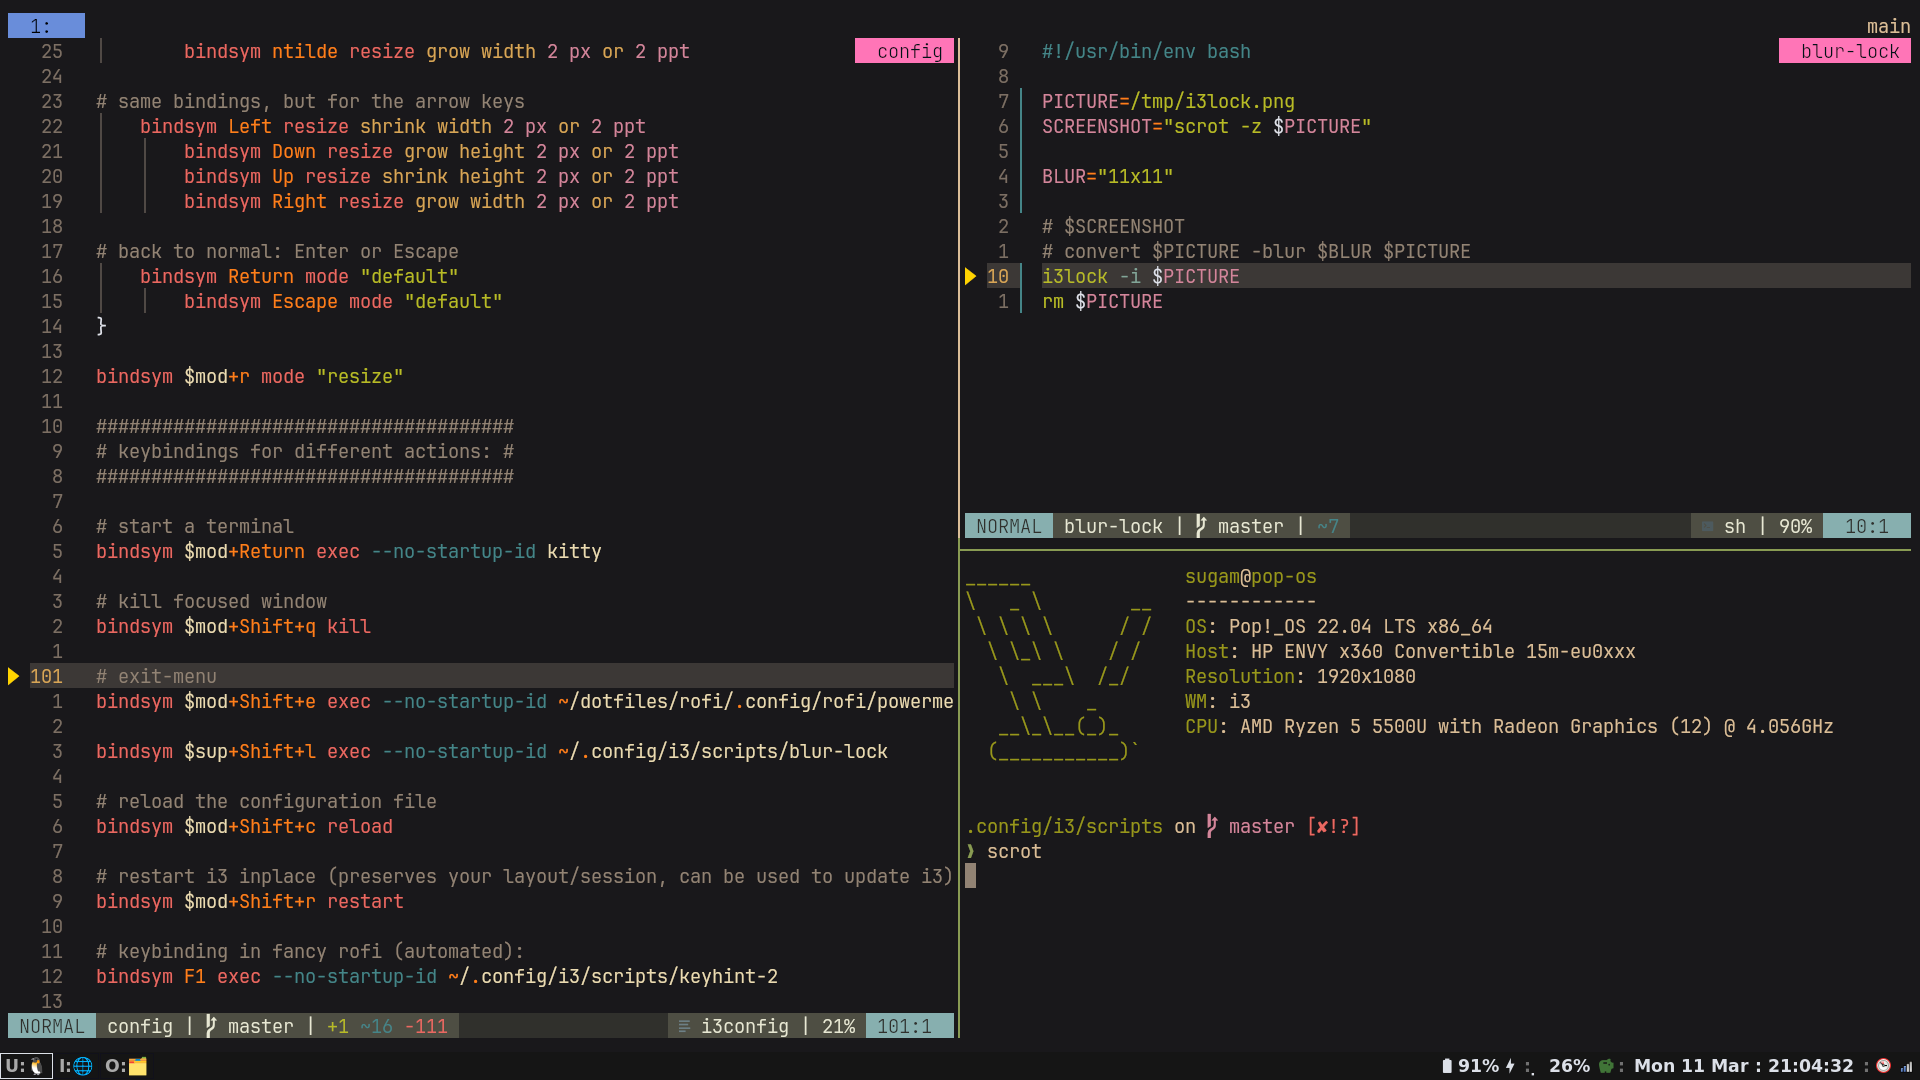 1:
main
25 bindsym ntilde resize grow width 2 px or 2 ppt
config
24
23 # same bindings, but for the arrow keys
22 bindsym Left resize shrink width 2 px or 2 ppt
21 bindsym Down resize grow height 2 px or 2 ppt
20 bindsym Up resize shrink height 2 px or 2 ppt
19 bindsym Right resize grow width 2 px or 2 ppt
18
17 # back to normal: Enter or Escape
16 bindsym Return mode "default"
15 bindsym Escape mode "default"
14 }
13
12 bindsym $mod+r mode "resize"
11
10 ######################################
9 # keybindings for different actions: #
8 ######################################
7
6 # start a terminal
5 bindsym $mod+Return exec --no-startup-id kitty
4
3 # kill focused window
2 bindsym $mod+Shift+q kill
1
101 # exit-menu
1 bindsym $mod+Shift+e exec --no-startup-id ~/dotfiles/rofi/.config/rofi/powerme
2
3 bindsym $sup+Shift+l exec --no-startup-id ~/.config/i3/scripts/blur-lock
4
5 # reload the configuration file
6 bindsym $mod+Shift+c reload
7
8 # restart i3 inplace (preserves your layout/session, can be used to update i3)
9 bindsym $mod+Shift+r restart
10
11 # keybinding in fancy rofi (automated):
12 bindsym F1 exec --no-startup-id ~/.config/i3/scripts/keyhint-2
13
NORMAL config | master | +1 ~16 -111 i3config | 21% 101:1
9 #!/usr/bin/env bash
blur-lock
8
7 PICTURE=/tmp/i3lock.png
6 SCREENSHOT="scrot -z $PICTURE"
5
4 BLUR="11x11"
3
2 # $SCREENSHOT
1 # convert $PICTURE -blur $BLUR $PICTURE
10 i3lock -i $PICTURE
1 rm $PICTURE
NORMAL blur-lock | master | ~7 sh | 90% 10:1
sugam@pop-os
------------
OS: Pop!_OS 22.04 LTS x86_64
Host: HP ENVY x360 Convertible 15m-eu0xxx
Resolution: 1920x1080
WM: i3
CPU: AMD Ryzen 5 5500U with Radeon Graphics (12) @ 4.056GHz
.config/i3/scripts on master [✘!?]
❱ scrot
U: I: O:
91% : 26% : Mon 11 Mar : 21:04:32 :